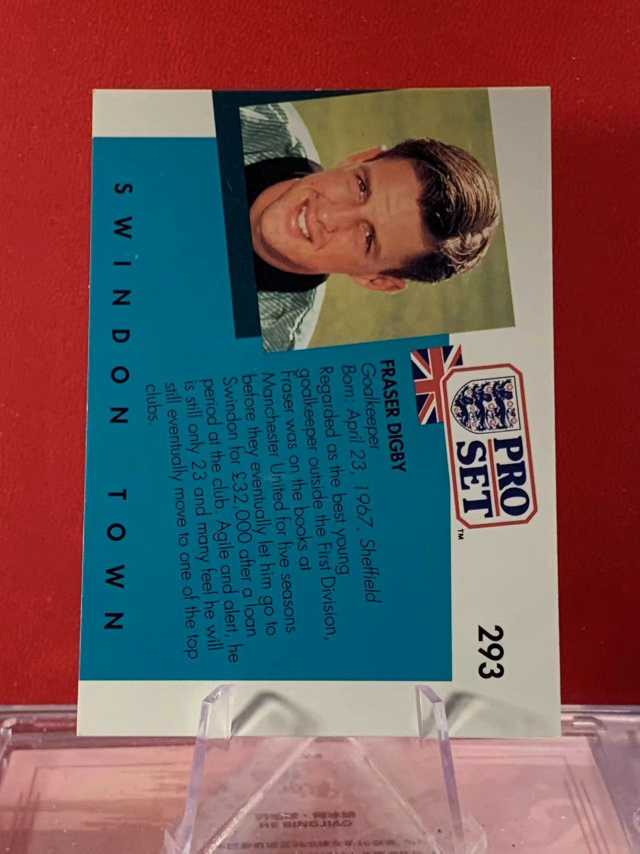 PRO
SET
TM
293
FRASER DIGBY
Goalkeeper
Born: April 23, 1967, Sheffield
Regarded as the best young
goalkeeper outside the First Division,
Fraser was on the books at
Manchester United for five seasons
before they eventually let him go to
Swindon for £32,000 after a loan
period at the club. Agile and alert, he
is still only 23 and many feel he will
still eventually move to one of the top
clubs.
SWINDON TOWN